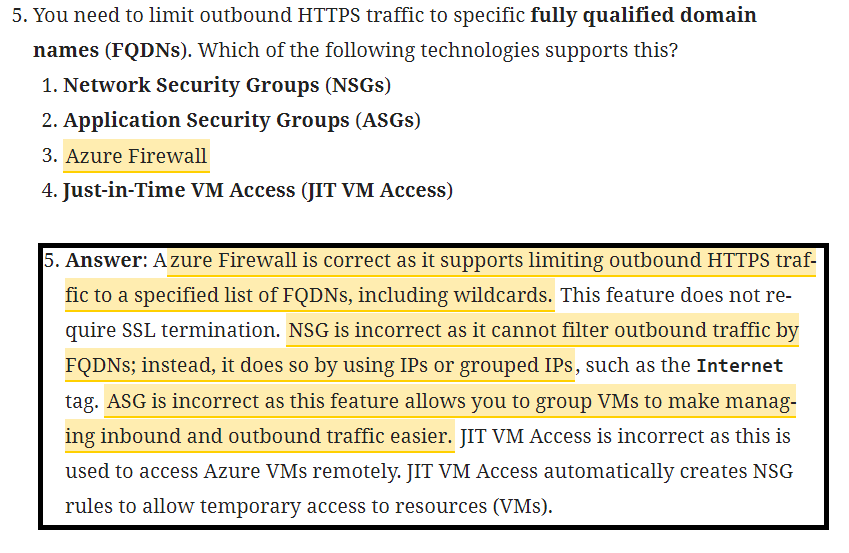 5. You need to limit outbound HTTPS traffic to specific fully qualified domain
names (FQDNs). Which of the following technologies supports this?
1. Network Security Groups (NSGs)
2. Application Security Groups (ASGs)
3. Azure Firewall
4. Just-in-Time VM Access (JIT VM Access)
5. Answer: Azure Firewall is correct as it supports limiting outbound HTTPS traf-
fic to a specified list of FQDNs, including wildcards. This feature does not re-
quire SSL termination. NSG is incorrect as it cannot filter outbound traffic by
FQDNs; instead, it does so by using IPs or grouped IPs, such as the Internet
tag. ASG is incorrect as this feature allows you to group VMs to make manag-
ing inbound and outbound traffic easier. JIT VM Access is incorrect as this is
used to access Azure VMs remotely. JIT VM Access automatically creates NSG
rules to allow temporary access to resources (VMs).